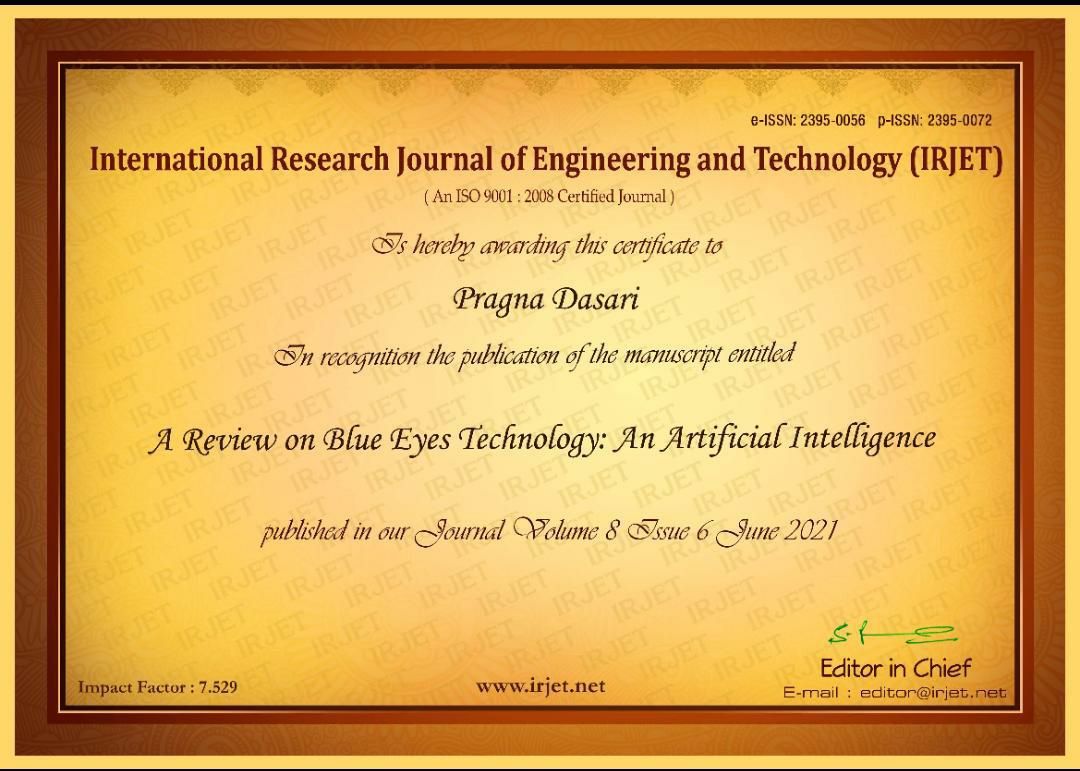 e-ISSN: 2395-0056 p-ISSN: 2395-0072
International Research Journal of Engineering and Technology (IRJET)
( An ISO 9001 : 2008 Certified Journal )
Is hereby awarding this certificate to
Pragna Dasari
In recognition the publication of the manuscript entitled
A Review on Blue Eyes Technology: An Artificial Intelligence
published in our Journal Volume 8 Issue 6 June 2021
Editor in Chief
Impact Factor : 7.529
www.irjet.net
E-mail : editor@irjet.net